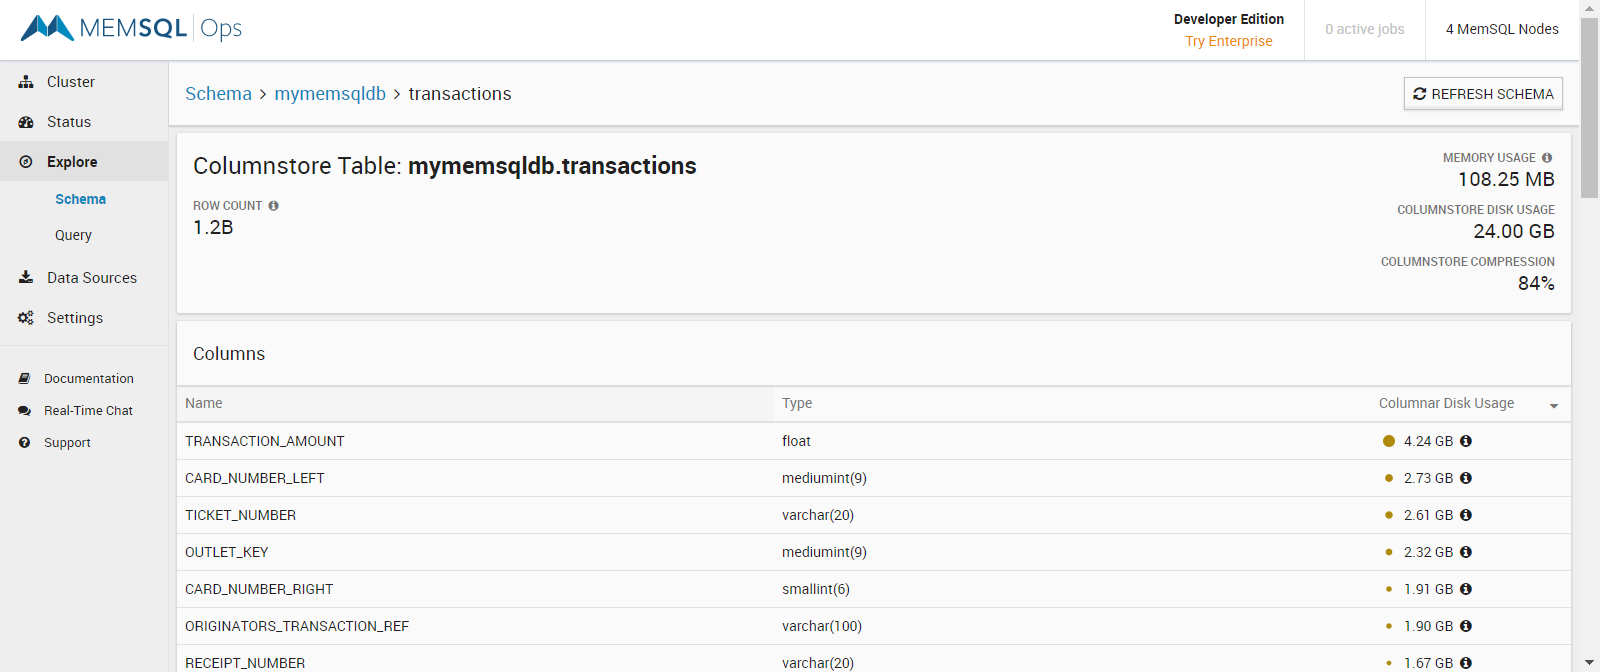 MEMSQL Ops
Developer Edition
Try Enterprise
0 active jobs
4 MemSQL Nodes
Cluster
Status
Explore
Schema
Query
Data Sources
Settings
Documentation
Real-Time Chat
Support
Schema > mymemsqldb > transactions
REFRESH SCHEMA
Columnstore Table: mymemsqldb.transactions
ROW COUNT
1.2B
MEMORY USAGE
108.25 MB
COLUMNSTORE DISK USAGE
24.00 GB
COLUMNSTORE COMPRESSION
84%
Columns
Name Type Columnar Disk Usage
TRANSACTION_AMOUNT float 4.24 GB
CARD_NUMBER_LEFT mediumint(9) 2.73 GB
TICKET_NUMBER varchar(20) 2.61 GB
OUTLET_KEY mediumint(9) 2.32 GB
CARD_NUMBER_RIGHT smallint(6) 1.91 GB
ORIGINATORS_TRANSACTION_REF varchar(100) 1.90 GB
RECEIPT_NUMBER varchar(20) 1.67 GB